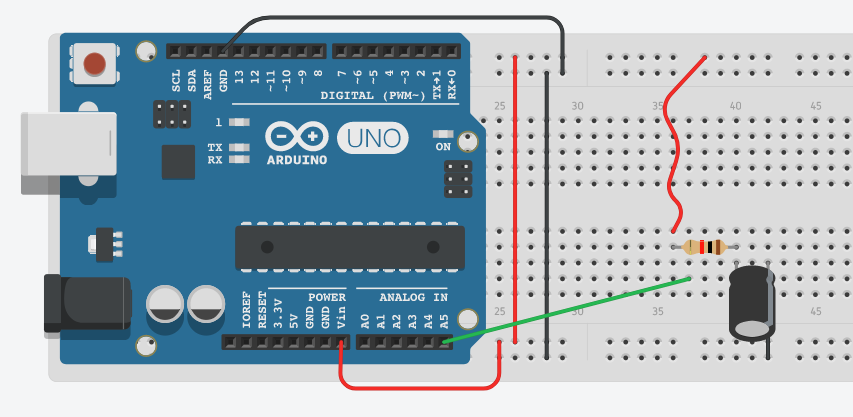 SCL
SDA
AREF
GND
13
12
~11
~10
~9
8
7
~6
~5
4
~3
2
TX→1
RX←0
DIGITAL (PWM~)
25
30
35
40
45
1
TX
RX
ARDUINO
UNO
ON
IOREF
RESET
3.3V
5V
GND
GND
Vin
POWER
ANALOG IN
A0
A1
A2
A3
A4
A5
25
30
35
45